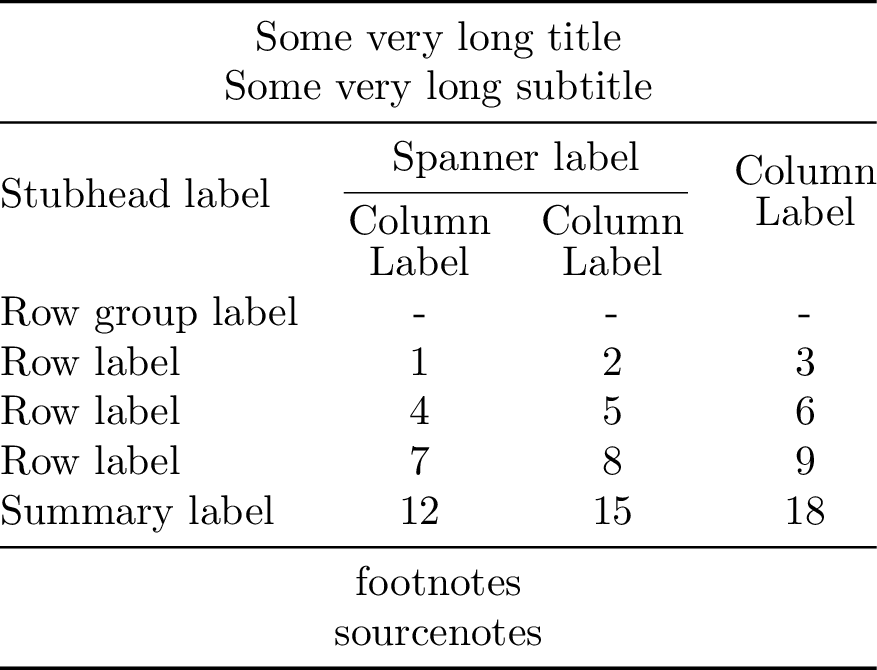 Some very long title
Some very long subtitle
Stubhead label
Spanner label
Column
Label
Column
Label
Column
Label
Row group label - - -
Row label 1 2 3
Row label 4 5 6
Row label 7 8 9
Summary label 12 15 18
footnotes
sourcenotes